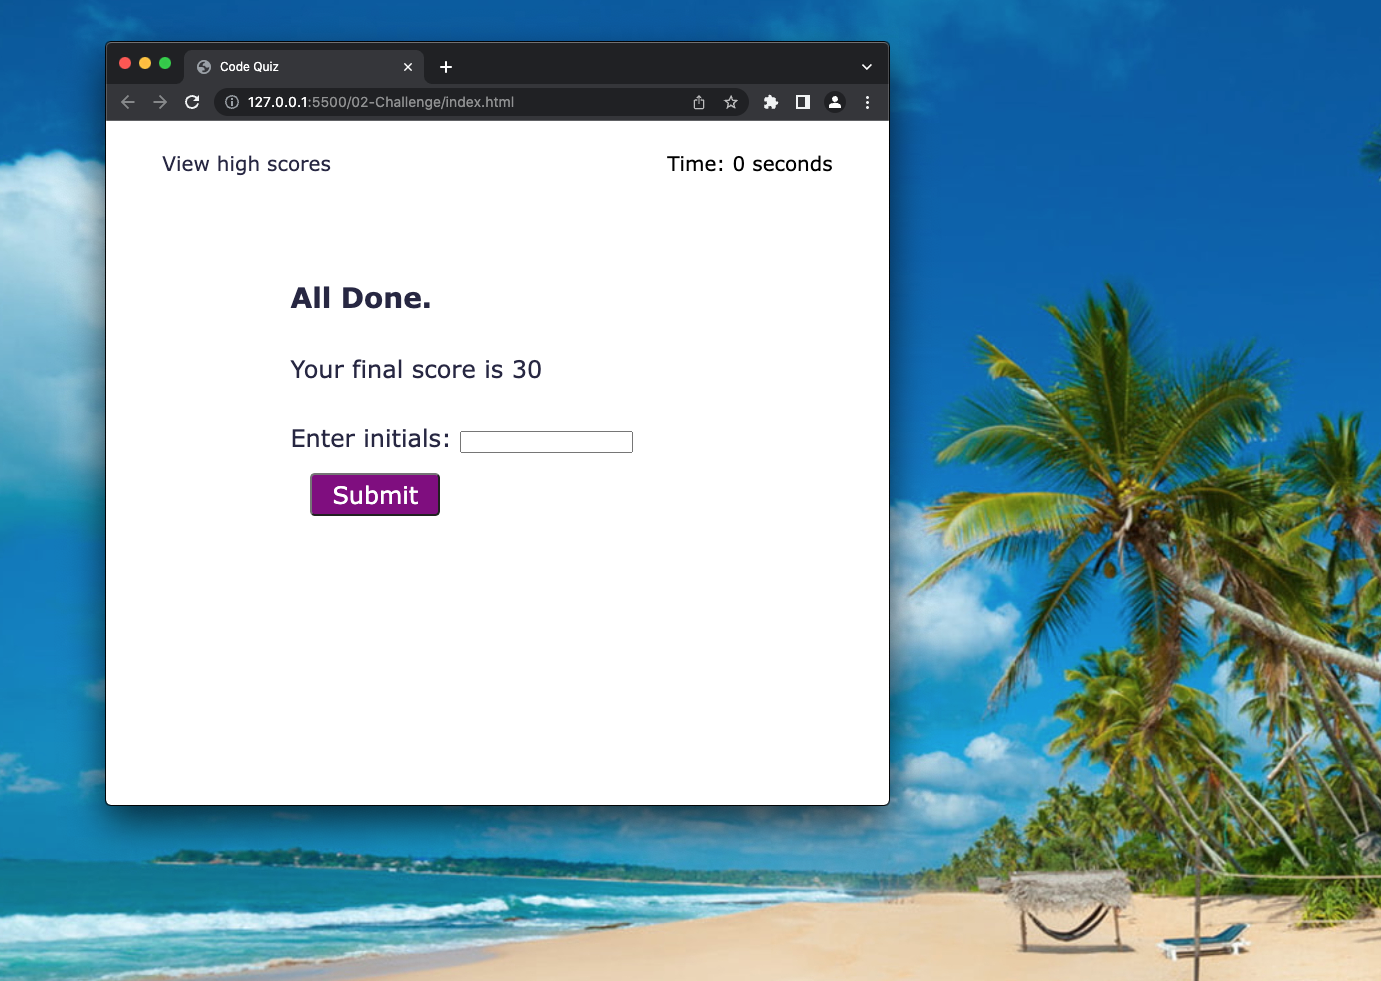 Code Quiz
127.0.0.1:5500/02-Challenge/index.html
View high scores
Time: 0 seconds
All Done.
Your final score is 30
Enter initials:
Submit